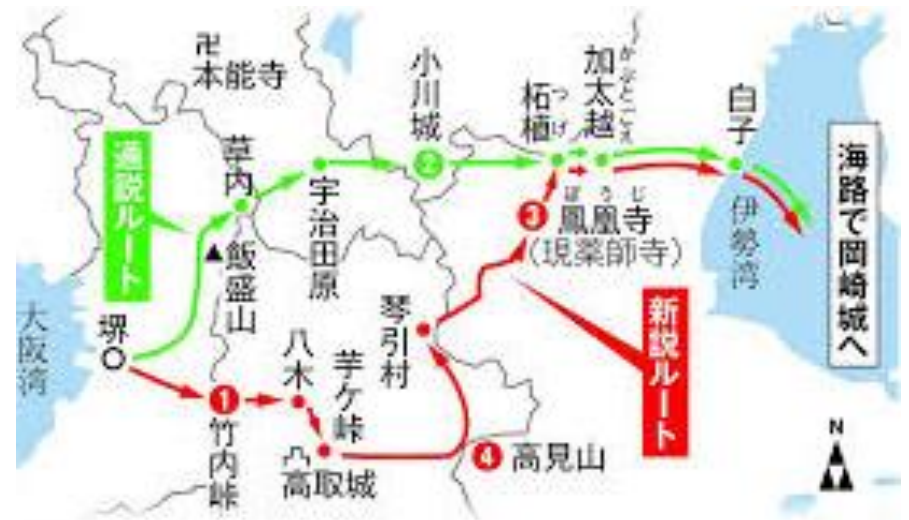 卍
本能寺
小川城
柘植
つげ
加太越
かぶとごえ
白子
海路で岡崎城へ
通説ルート
草内
2
宇治田原
飯盛山
3
鳳凰寺
ほうじ
(現薬師寺)
伊勢湾
大阪湾
堺
琴引村
新説ルート
八木
芋ケ峠
1
竹内峠
凸
高取城
4
高見山
N